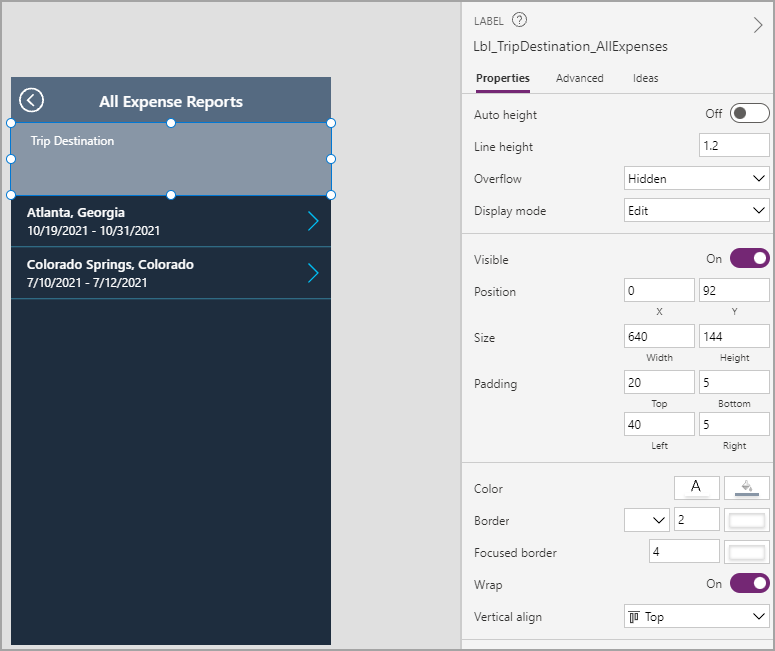 All Expense Reports
Trip Destination
Atlanta, Georgia
10/19/2021 - 10/31/2021
Colorado Springs, Colorado
7/10/2021 - 7/12/2021
LABEL ?
Lbl_TripDestination_AllExpenses
Properties Advanced Ideas
Auto height Off
Line height 1.2
Overflow Hidden
Display mode Edit
Visible On
Position 0 92
X Y
Size 640 144
Width Height
Padding 20 5
Top Bottom
40 5
Left Right
Color A
Border 2
Focused border 4
Wrap On
Vertical align Top